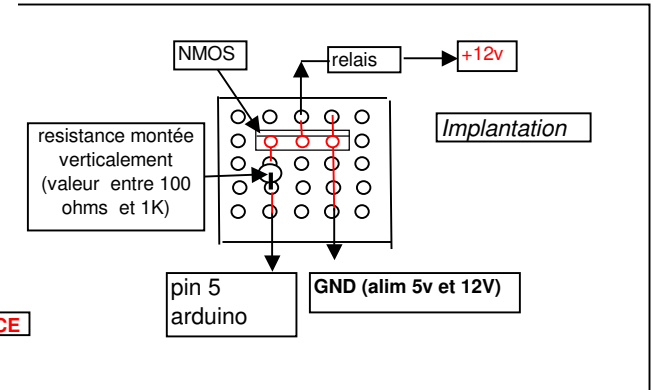 NMOS
relais
+12v
resistance montée
verticalement
(valeur entre 100
ohms et 1K)
Implantation
pin 5
arduino
GND (alim 5v et 12V)
CE